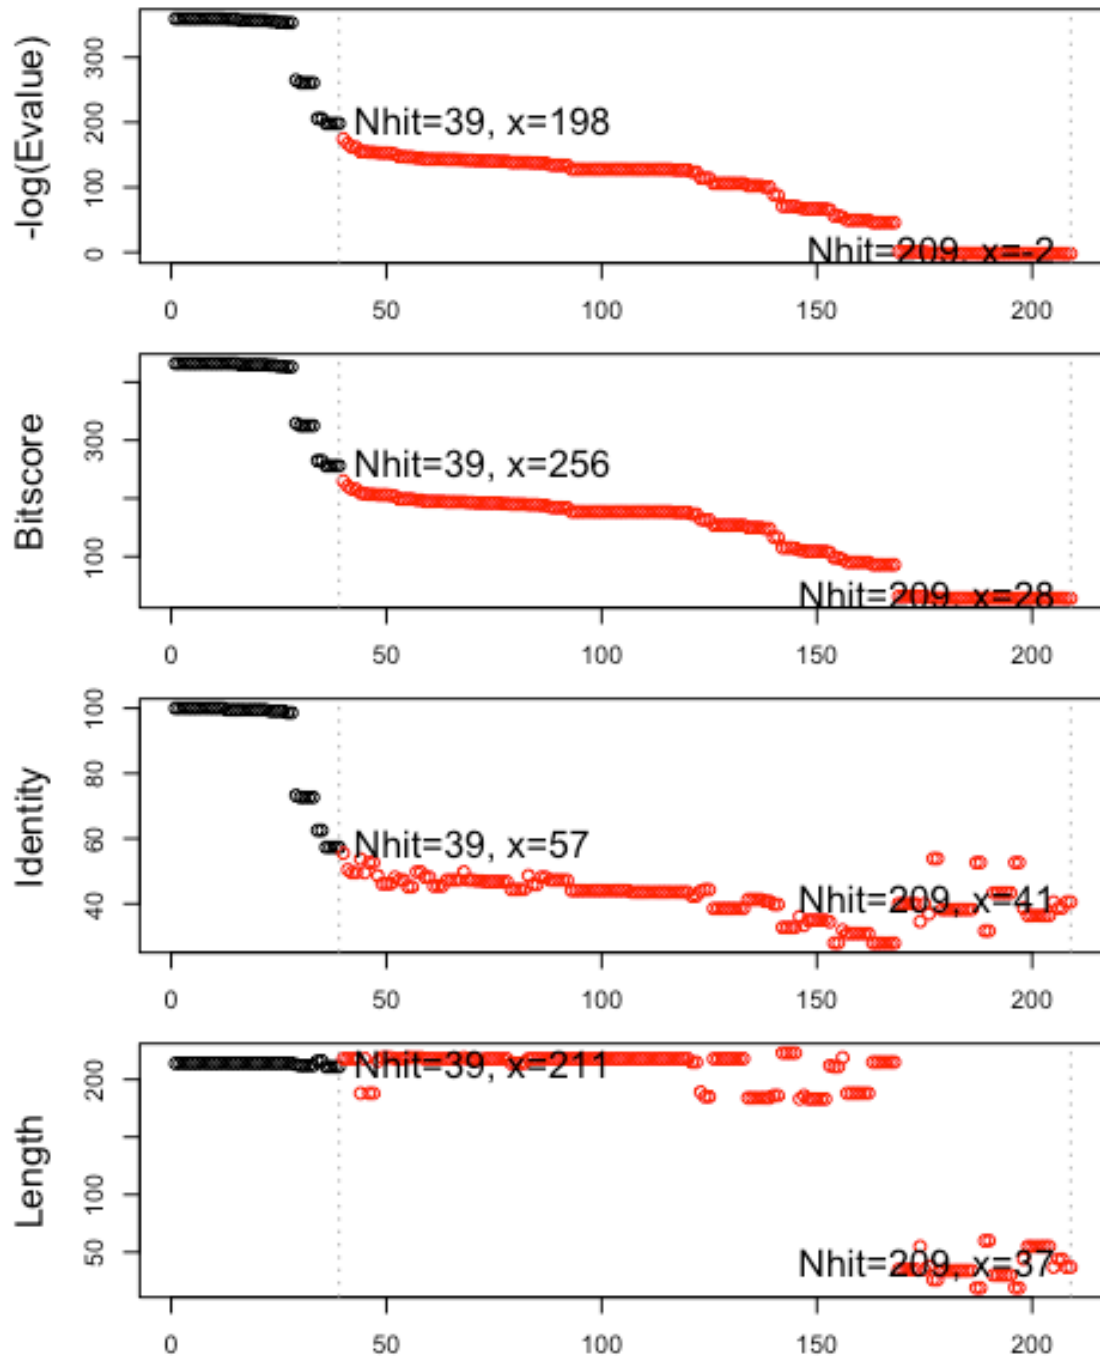 -log(Evalue)
300
200
100
0
Nhit=39, x=198
Nhit=209, x=-2
0 50 100 150 200
Bitscore
300
100
Nhit=39, x=256
Nhit=209, x=28
0 50 100 150 200
Identity
100
80
60
40
Nhit=39, x=57
Nhit=209, x=41
0 50 100 150 200
Length
200
100
50
Nhit=39, x=211
Nhit=209, x=37
0 50 100 150 200